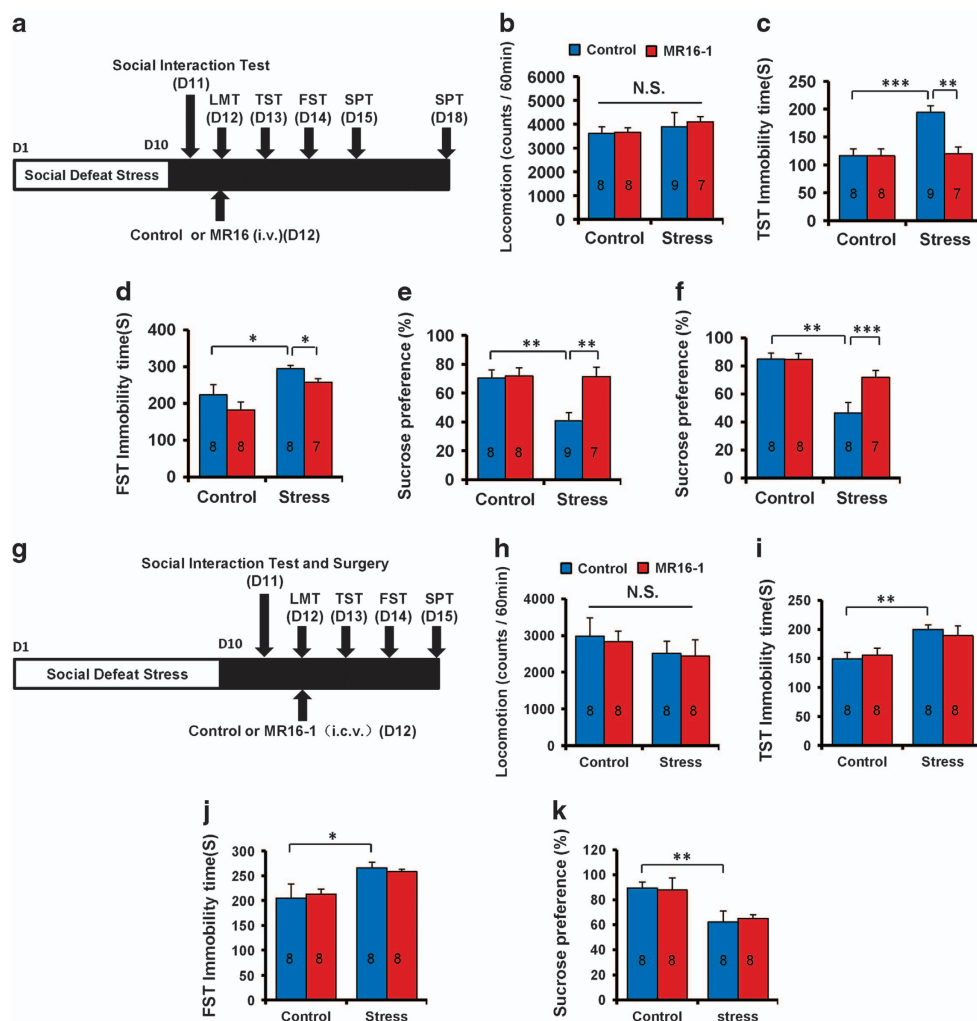 a
Social Interaction Test
(D11)
LMT TST FST SPT SPT
(D12) (D13) (D14) (D15) (D18)
D1 D10
Social Defeat Stress
Control or MR16 (i.v.)(D12)
b
Control MR16-1
Locomotion (counts / 60min)
6000
5000
4000
3000
2000
1000
0
N.S.
8 8 9 7
Control Stress
c
TST Immobility time(S)
250
200
150
100
50
0
*** **
8 8 9 7
Control Stress
d
FST Immobility time(S)
400
300
200
100
0
* *
8 8 8 7
Control Stress
e
Sucrose preference (%)
100
80
60
40
20
0
** **
8 8 9 7
Control Stress
f
Sucrose preference (%)
100
80
60
40
20
0
** ***
8 8 8 7
Control Stress
g
Social Interaction Test and Surgery
(D11)
LMT TST FST SPT
(D12) (D13) (D14) (D15)
D1 D10
Social Defeat Stress
Control or MR16-1 (i.c.v.) (D12)
h
Control MR16-1
Locomotion (counts / 60min)
4000
3000
2000
1000
0
N.S.
8 8 8 8
Control Stress
i
TST Immobility time(S)
250
200
150
100
50
0
**
8 8 8 8
Control Stress
j
FST Immobility time(S)
300
250
200
150
100
50
0
*
8 8 8 8
Control Stress
k
Sucrose preference (%)
120
100
80
60
40
20
0
**
8 8 8 8
Control stress